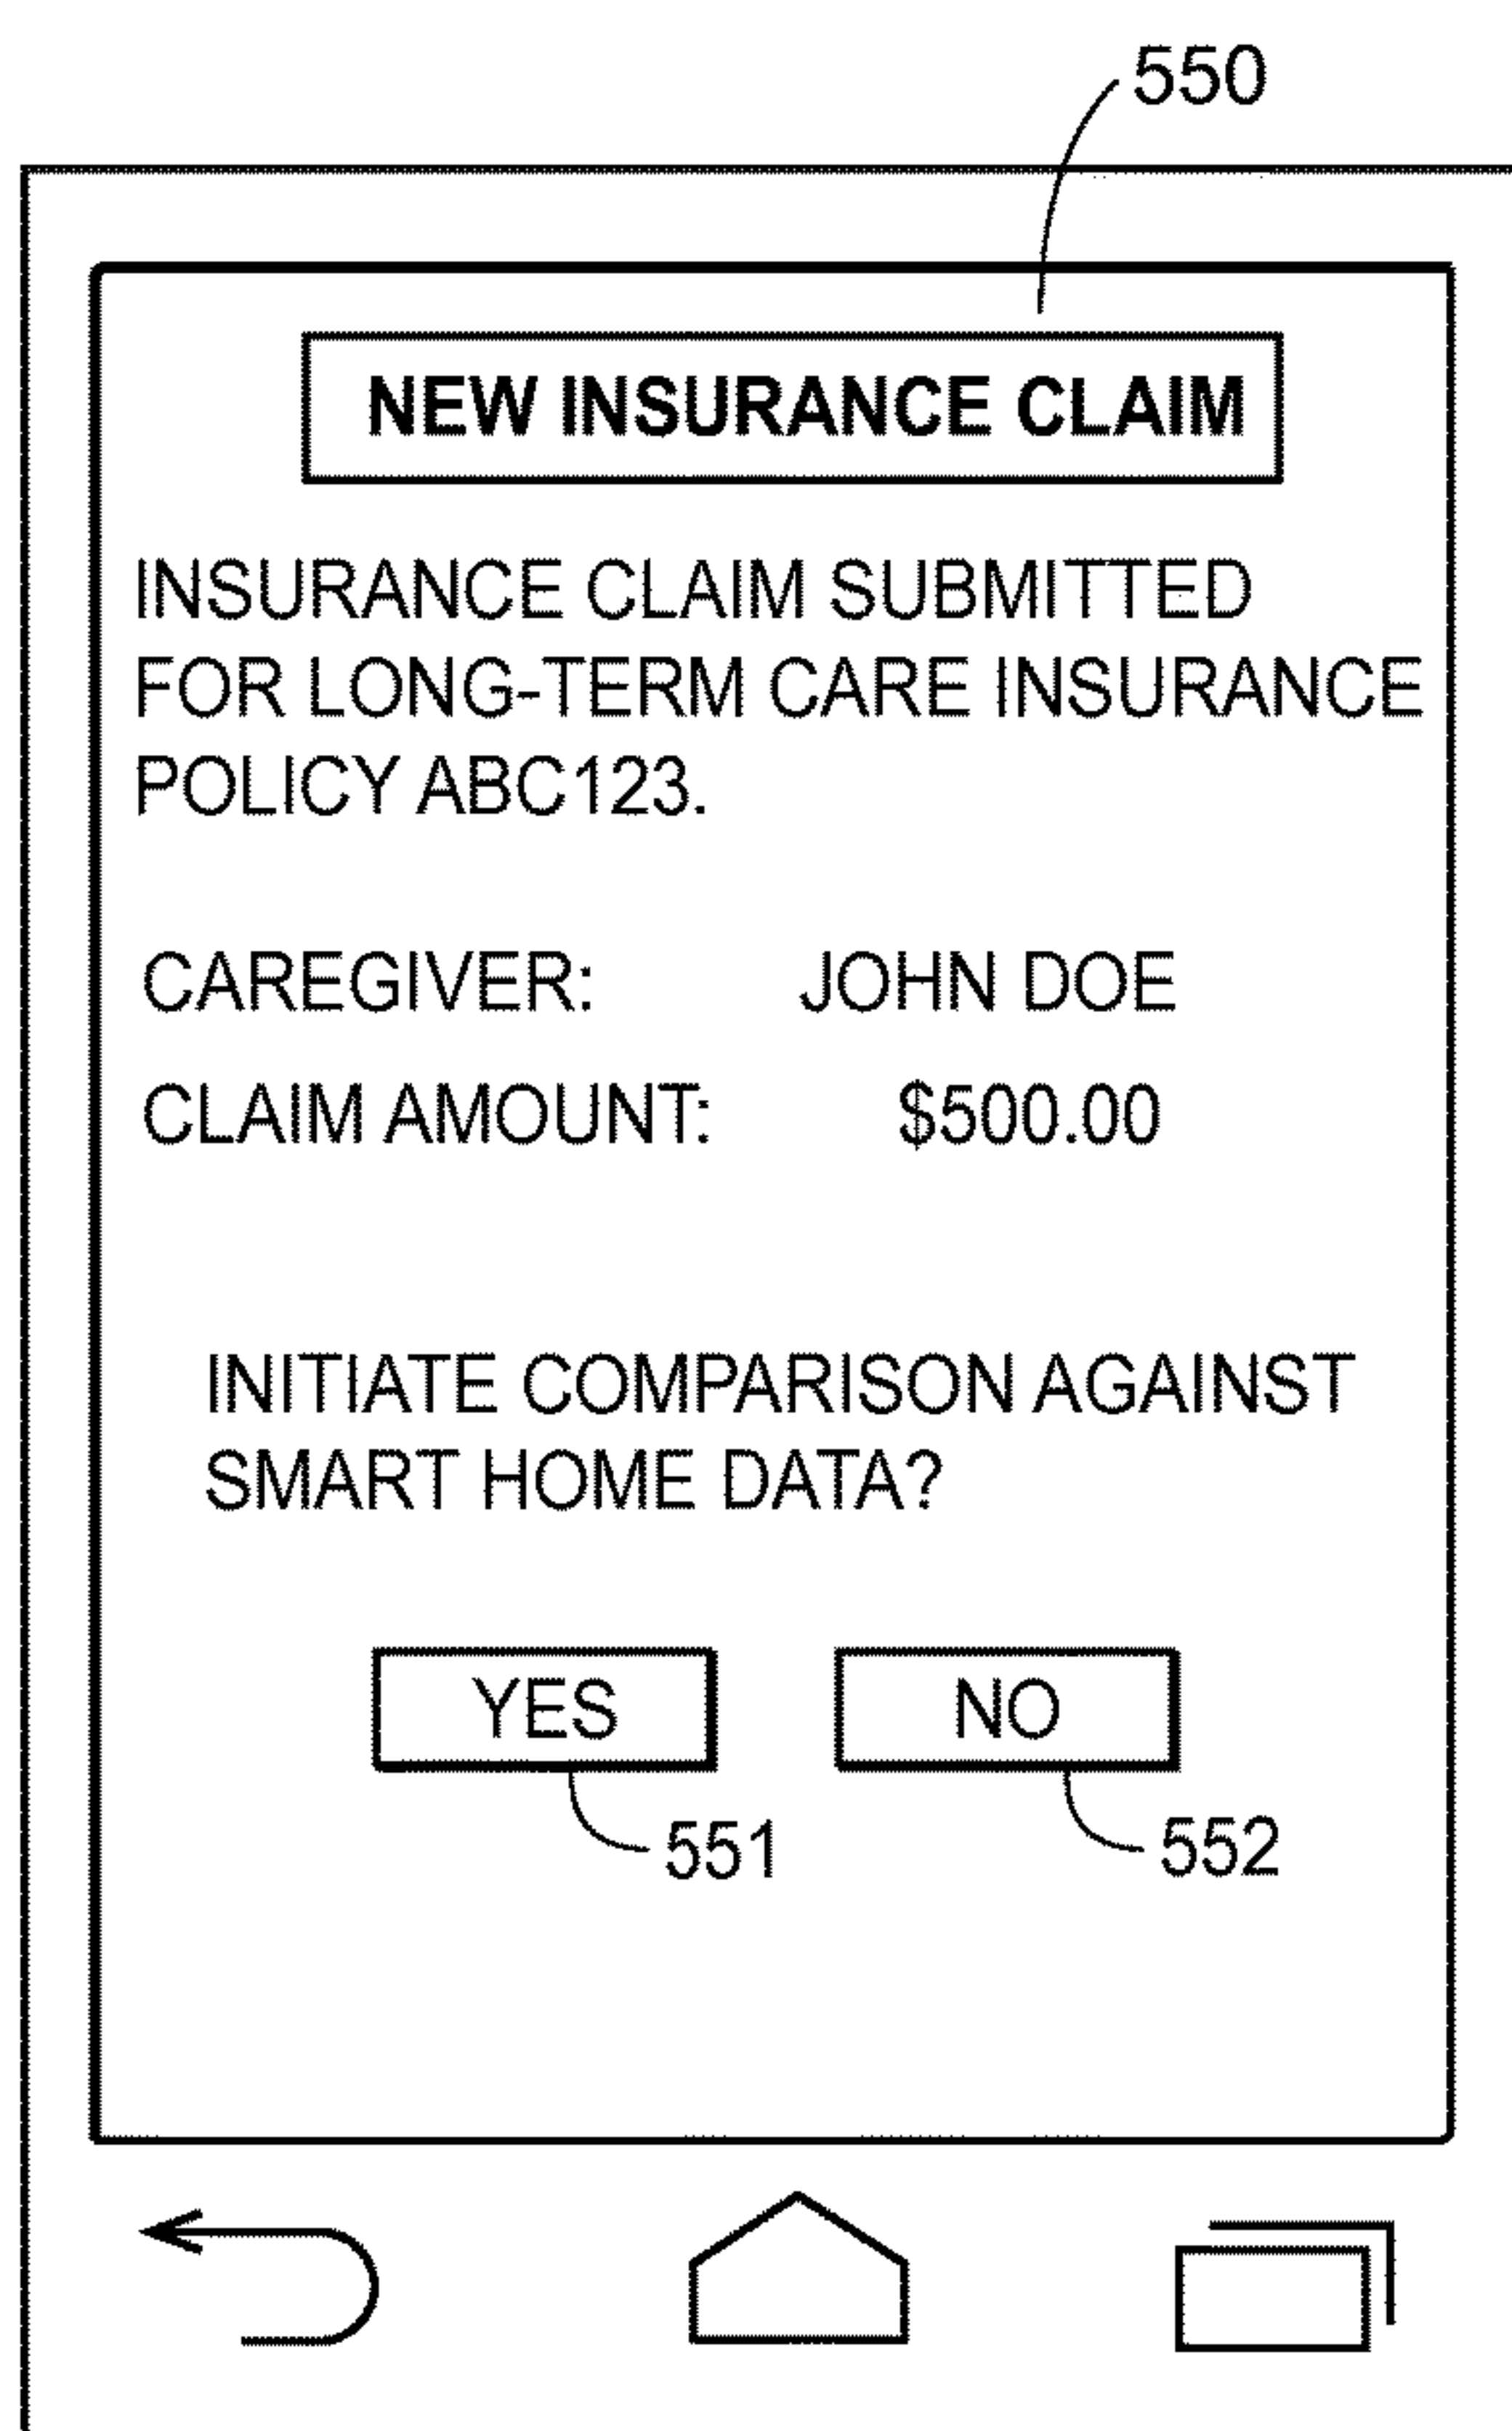 550
NEW INSURANCE CLAIM
INSURANCE CLAIM SUBMITTED
FOR LONG-TERM CARE INSURANCE
POLICY ABC123.
CAREGIVER: JOHN DOE
CLAIM AMOUNT: $500.00
INITIATE COMPARISON AGAINST
SMART HOME DATA?
YES NO
551 552